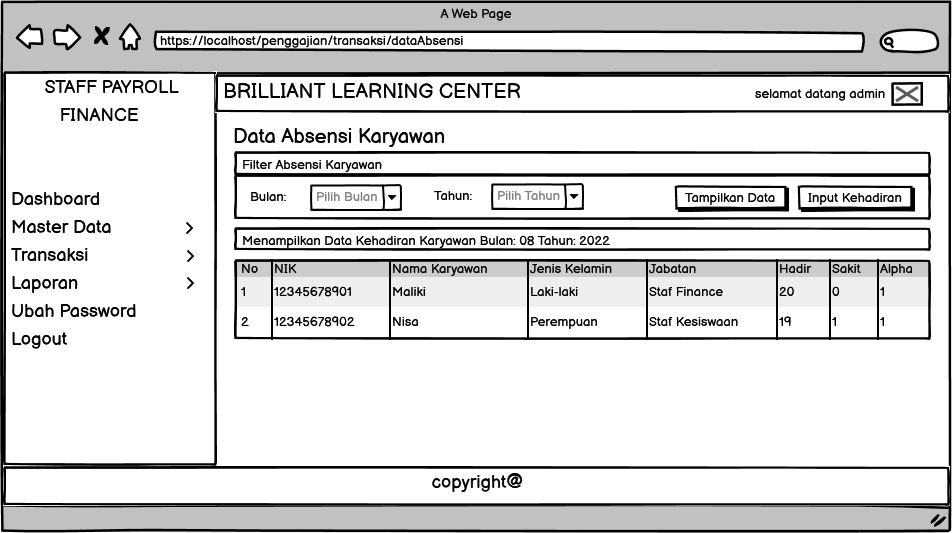 A Web Page
https://localhost/penggajian/transaksi/dataAbsensi
STAFF PAYROLL
FINANCE
BRILLIANT LEARNING CENTER
selamat datang admin
Dashboard
Master Data
Transaksi
Laporan
Ubah Password
Logout
Data Absensi Karyawan
Filter Absensi Karyawan
Bulan: Pilih Bulan Tahun: Pilih Tahun Tampilkan Data Input Kehadiran
Menampilkan Data Kehadiran Karyawan Bulan: 08 Tahun: 2022
No NIK Nama Karyawan Jenis Kelamin Jabatan Hadir Sakit Alpha
1 12345678901 Maliki Laki-laki Staf Finance 20 0 1
2 12345678902 Nisa Perempuan Staf Kesiswaan 19 1 1
copyright@